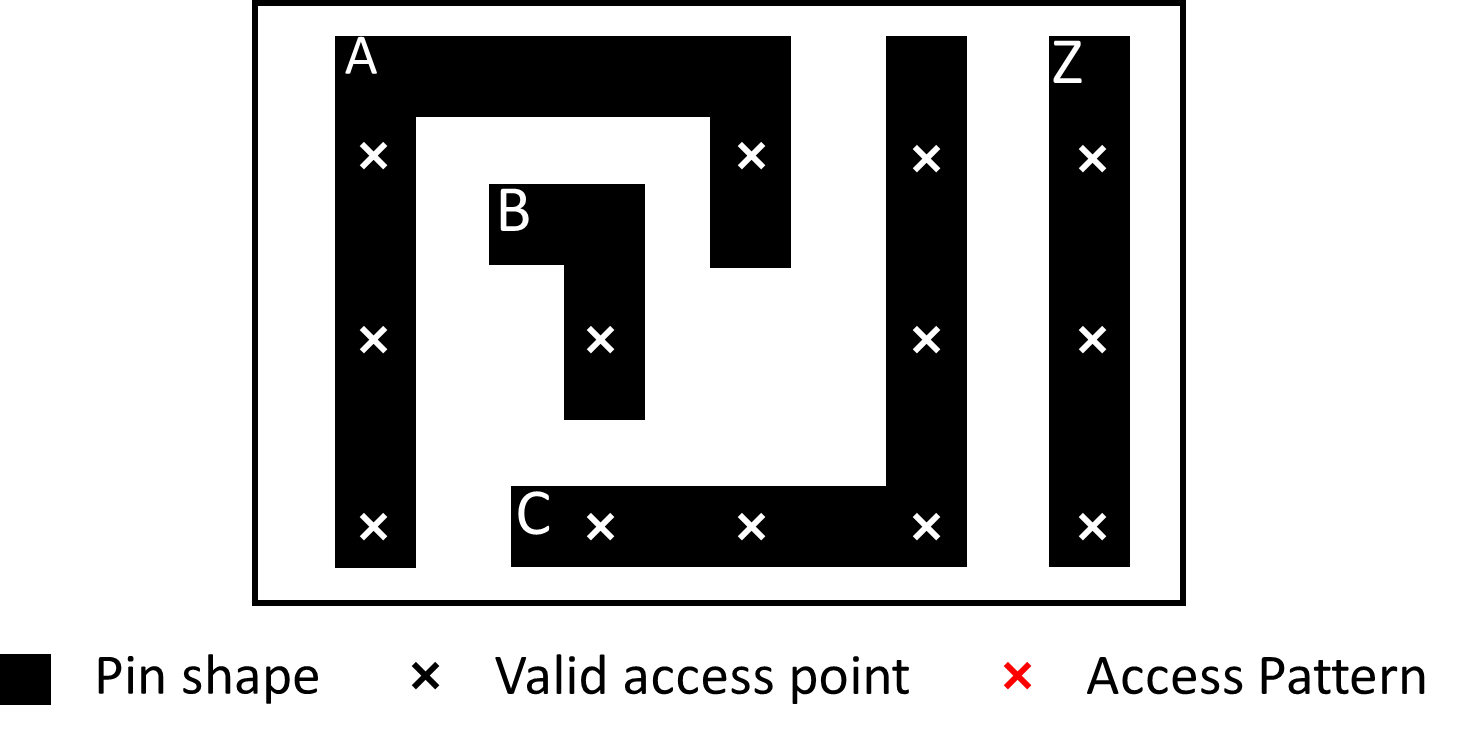 A
Z
B
C
Pin shape
Valid access point
Access Pattern